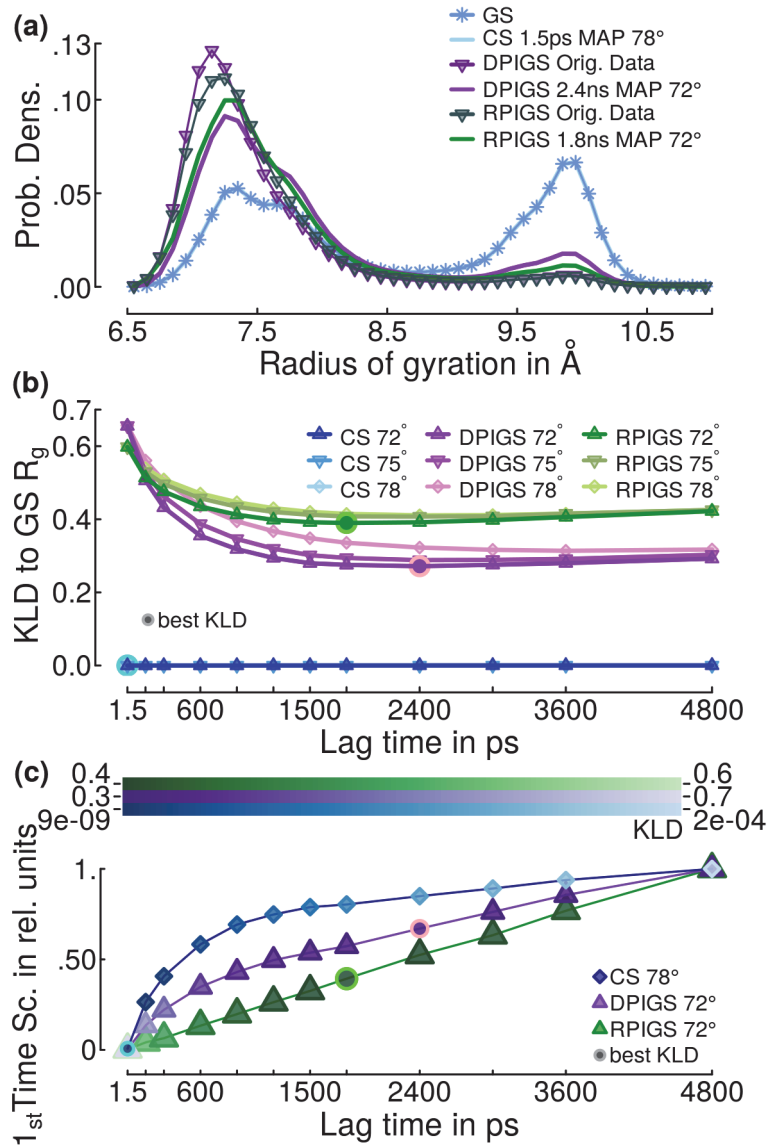 (a)
GS
CS 1.5ps MAP 78°
DPIGS Orig. Data
DPIGS 2.4ns MAP 72°
RPIGS Orig. Data
RPIGS 1.8ns MAP 72°
Prob. Dens.
.13
.10
.05
.00
6.5 7.5 8.5 9.5 10.5
Radius of gyration in Å
(b)
KLD to GS Rg
0.7
0.6
0.4
0.2
0.0
CS 72° DPIGS 72° RPIGS 72°
CS 75° DPIGS 75° RPIGS 75°
CS 78° DPIGS 78° RPIGS 78°
best KLD
1.5 600 1500 2400 3600 4800
Lag time in ps
(c)
0.4 0.6
0.3 0.7
9e-09 KLD 2e-04
1st Time Sc. in rel. units
1.
.50
0
CS 78°
DPIGS 72°
RPIGS 72°
best KLD
1.5 600 1500 2400 3600 4800
Lag time in ps